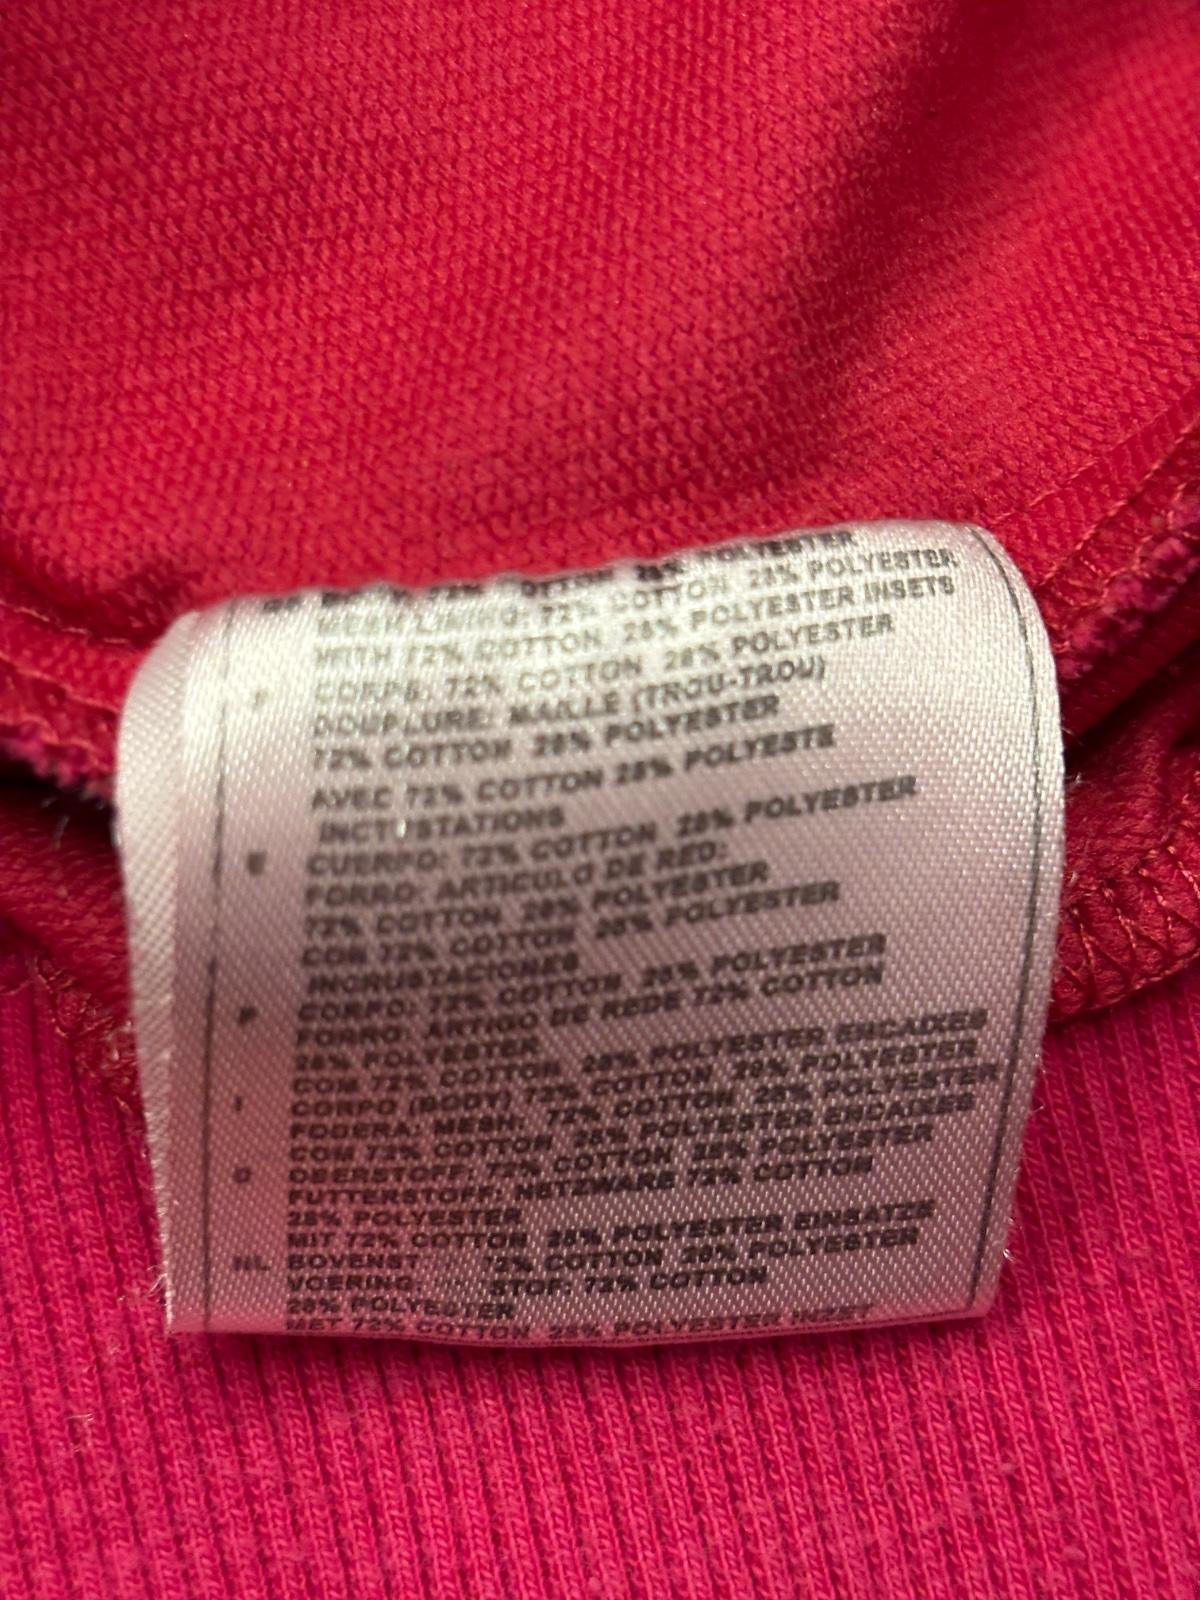 POLYESTER
MESH LINING: 72% COTTON 28% POLYESTER
WITH 72% COTTON 28% POLYESTER INSETS
F CORPS: 72% COTTON 28% POLYESTER
DOUPLURE: MAILLE (TROU-TROU)
72% COTTON 28% POLYESTER
AVEC 72% COTTON 28% POLYESTE
E CUERPO: 72% COTTON 28% POLYESTER
FORRO: ARTICULO DE RED:
72% COTTON 28% POLYESTER
CON 72% COTTON 28% POLYESTER
INCRUSTACIONES
P CORPO: 72% COTTON 28% POLYESTER
FORRO: ARTIGO DE REDE 72% COTTON
28% POLYESTER
COM 72% COTTON 28% POLYESTER ENCAIXES
I CORPO (BODY) 72% COTTON 28% POLYESTER
FODERA: MESH: 72% COTTON 28% POLYESTER
COM 72% COTTON 28% POLYESTER ENCAIXES
D OBERSTOFF: 72% COTTON 28% POLYESTER
FUTTERSTOFF: NETZWARE 72% COTTON
28% POLYESTER
MIT 72% COTTON 28% POLYESTER EINSATZE
NL BOVENST 72% COTTON 28% POLYESTER
VOERING: STOF: 72% COTTON
28% POLYESTER
MET 72% COTTON 28% POLYESTER INZET